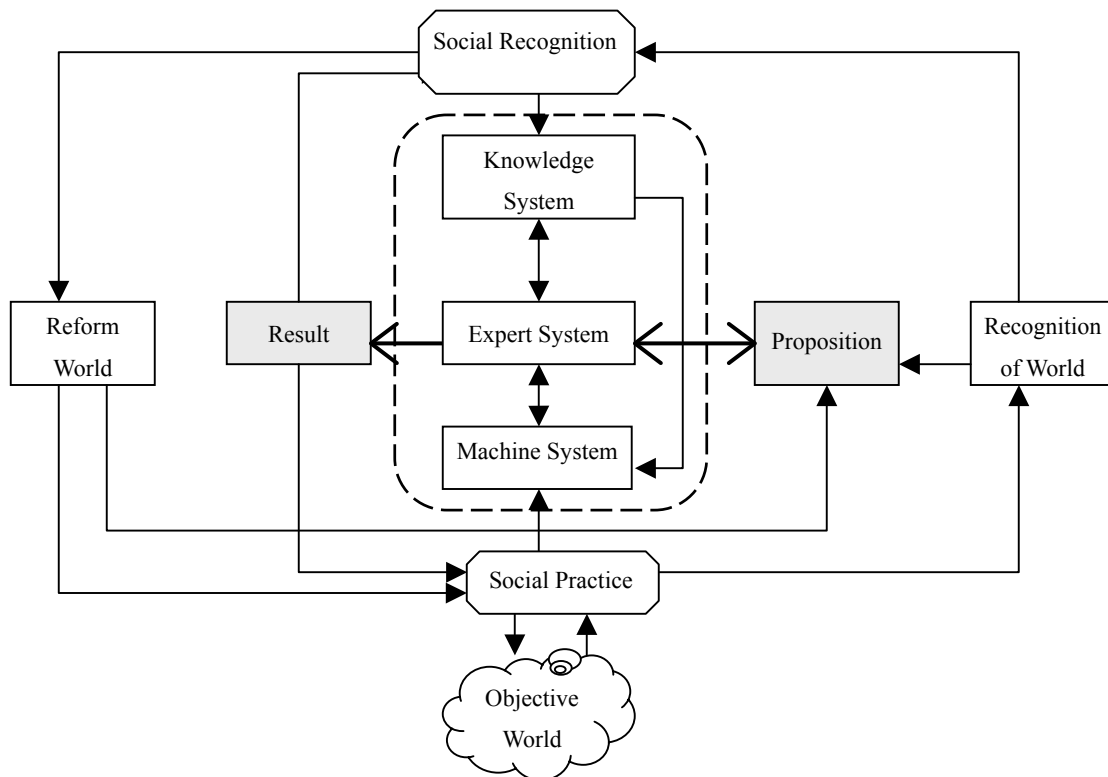 Social Recognition
Knowledge
System
Reform
World
Result
Expert System
Proposition
Recognition
of World
Machine System
Social Practice
Objective
World